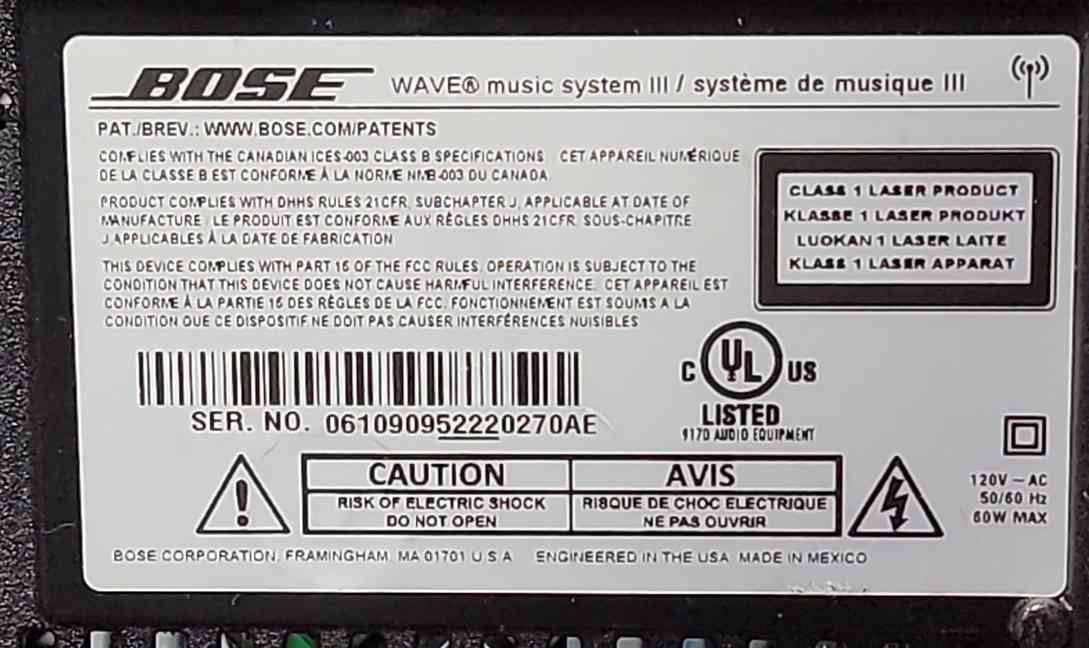 BOSE WAVE® music system III / système de musique III
PAT./BREV.: WWW.BOSE.COM/PATENTS
COMPLIES WITH THE CANADIAN ICES-003 CLASS B SPECIFICATIONS. CET APPAREIL NUMÉRIQUE
DE LA CLASSE B EST CONFORME À LA NORME NMB-003 DU CANADA.
PRODUCT COMPLIES WITH DHHS RULES 21CFR, SUBCHAPTER J, APPLICABLE AT DATE OF
MANUFACTURE. LE PRODUIT EST CONFORME AUX RÈGLES DHHS 21CFR, SOUS-CHAPITRE
J APPLICABLES À LA DATE DE FABRICATION.
THIS DEVICE COMPLIES WITH PART 15 OF THE FCC RULES. OPERATION IS SUBJECT TO THE
CONDITION THAT THIS DEVICE DOES NOT CAUSE HARMFUL INTERFERENCE. CET APPAREIL EST
CONFORME À LA PARTIE 15 DES RÈGLES DE LA FCC. FONCTIONNEMENT EST SOUMIS A LA
CONDITION QUE CE DISPOSITIF NE DOIT PAS CAUSER INTERFÉRENCES NUISIBLES.
CLASS 1 LASER PRODUCT
KLASSE 1 LASER PRODUKT
LUOKAN 1 LASER LAITE
KLASS 1 LASER APPARAT
SER. NO. 061090952220270AE
C UL US
LISTED
917D AUDIO EQUIPMENT
CAUTION
RISK OF ELECTRIC SHOCK
DO NOT OPEN
AVIS
RISQUE DE CHOC ELECTRIQUE
NE PAS OUVRIR
120V ~ AC
50/60 Hz
60W MAX
BOSE CORPORATION, FRAMINGHAM, MA 01701 U.S.A. ENGINEERED IN THE USA. MADE IN MEXICO